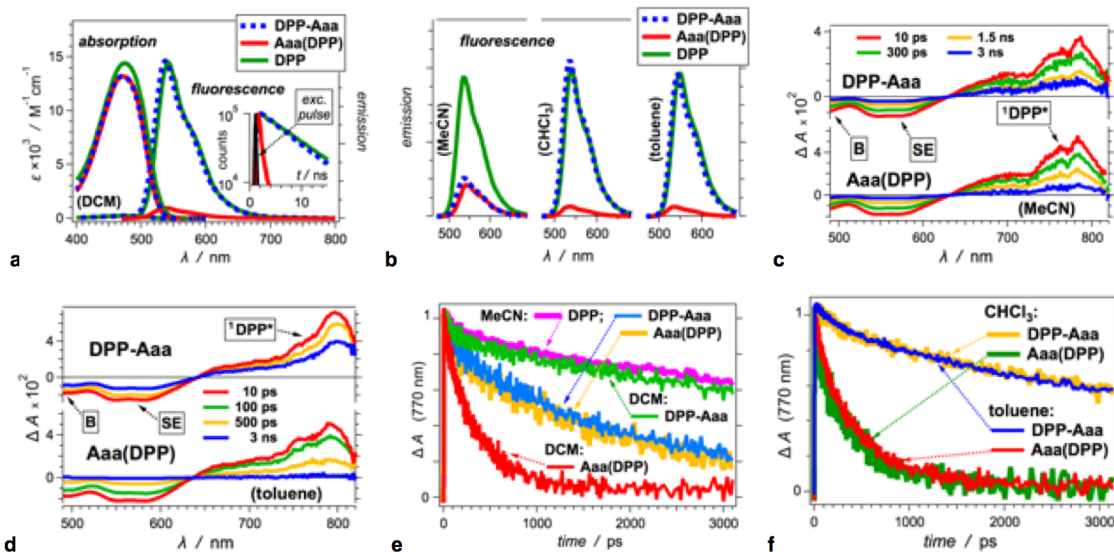 absorption
DPP-Aaa
Aaa(DPP)
DPP
fluorescence
exc.
pulse
10⁵
counts
10⁴
0
10
t / ns
ε ×10³ / M⁻¹ cm⁻¹
emission
15
10
5
0
(DCM)
400
500
600
700
800
λ / nm
a
DPP-Aaa
Aaa(DPP)
DPP
fluorescence
emission
(MeCN)
(CHCl₃)
(toluene)
500
600
500
600
500
600
λ / nm
b
10 ps
1.5 ns
300 ps
3 ns
4
0
4
0
DPP-Aaa
¹DPP*
B
SE
Aaa(DPP)
(MeCN)
Δ A × 10²
500
600
700
800
λ / nm
c
4
0
4
0
¹DPP*
DPP-Aaa
B
SE
10 ps
100 ps
500 ps
3 ns
Aaa(DPP)
(toluene)
Δ A × 10²
500
600
700
800
λ / nm
d
MeCN:
DPP;
DPP-Aaa
Aaa(DPP)
DCM:
DPP-Aaa
DCM:
Aaa(DPP)
Δ A (770 nm)
1
0
0
1000
2000
3000
time / ps
e
CHCl₃:
DPP-Aaa
Aaa(DPP)
toluene:
DPP-Aaa
Aaa(DPP)
Δ A (770 nm)
1
0
0
1000
2000
3000
time / ps
f